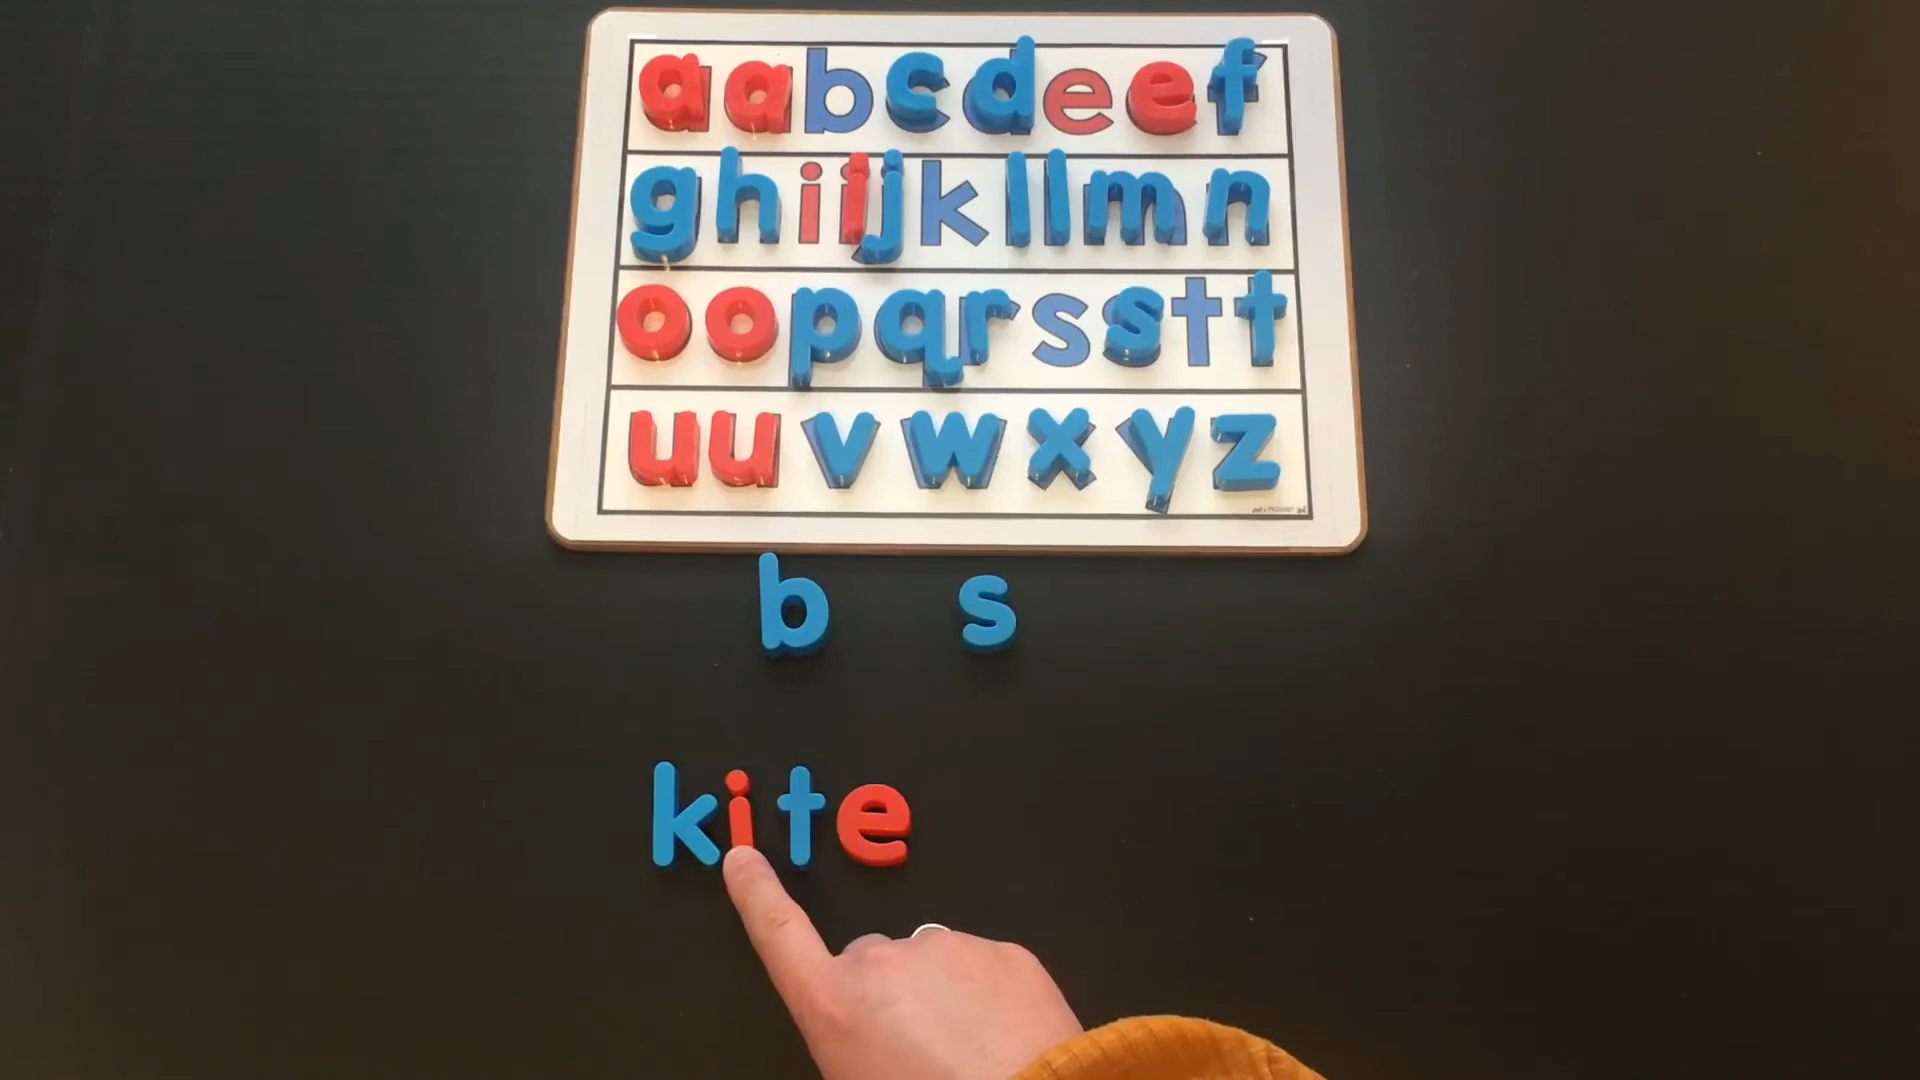 aabcdeef
ghiijkllmn
oopqrsstt
uuvwxyz
b s
kite